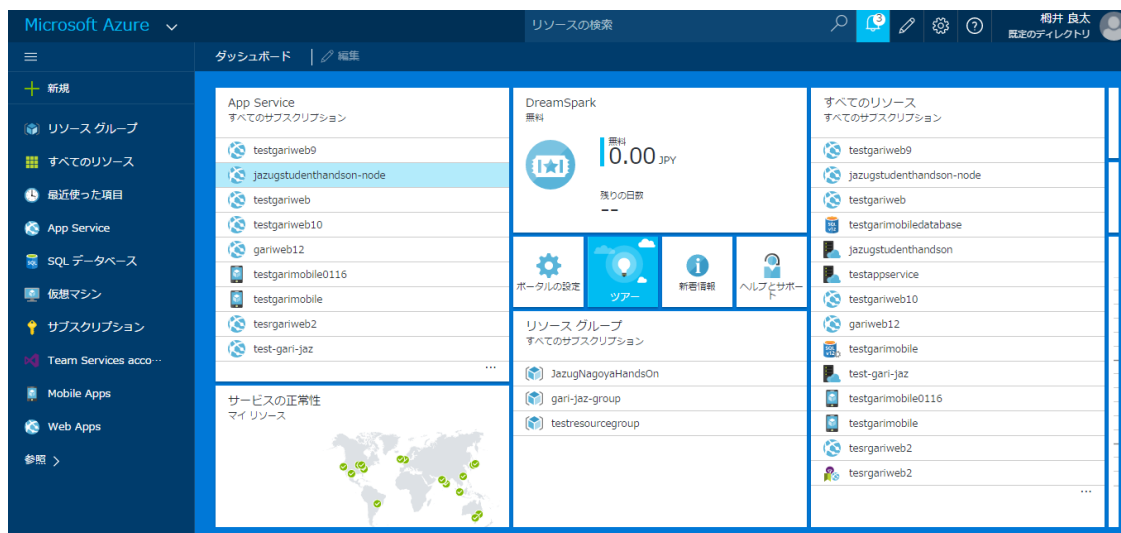 Microsoft Azure
リソースの検索
3
栂井 良太
既定のディレクトリ
ダッシュボード
編集
新規
リソース グループ
すべてのリソース
最近使った項目
App Service
SQL データベース
仮想マシン
サブスクリプション
Team Services acco…
Mobile Apps
Web Apps
参照
App Service
すべてのサブスクリプション
testgariweb9
jazugstudenthandson-node
testgariweb
testgariweb10
gariweb12
testgarimobile0116
testgarimobile
tesrgariweb2
test-gari-jaz
...
サービスの正常性
マイ リソース
DreamSpark
無料
無料
0.00 JPY
残りの日数
--
ポータルの設定
ツアー
新着情報
ヘルプとサポー
ト
リソース グループ
すべてのサブスクリプション
JazugNagoyaHandsOn
gari-jaz-group
testresourcegroup
すべてのリソース
すべてのサブスクリプション
testgariweb9
jazugstudenthandson-node
testgariweb
testgarimobiledatabase
jazugstudenthandson
testappservice
testgariweb10
gariweb12
testgarimobile
test-gari-jaz
testgarimobile0116
testgarimobile
tesrgariweb2
tesrgariweb2
...